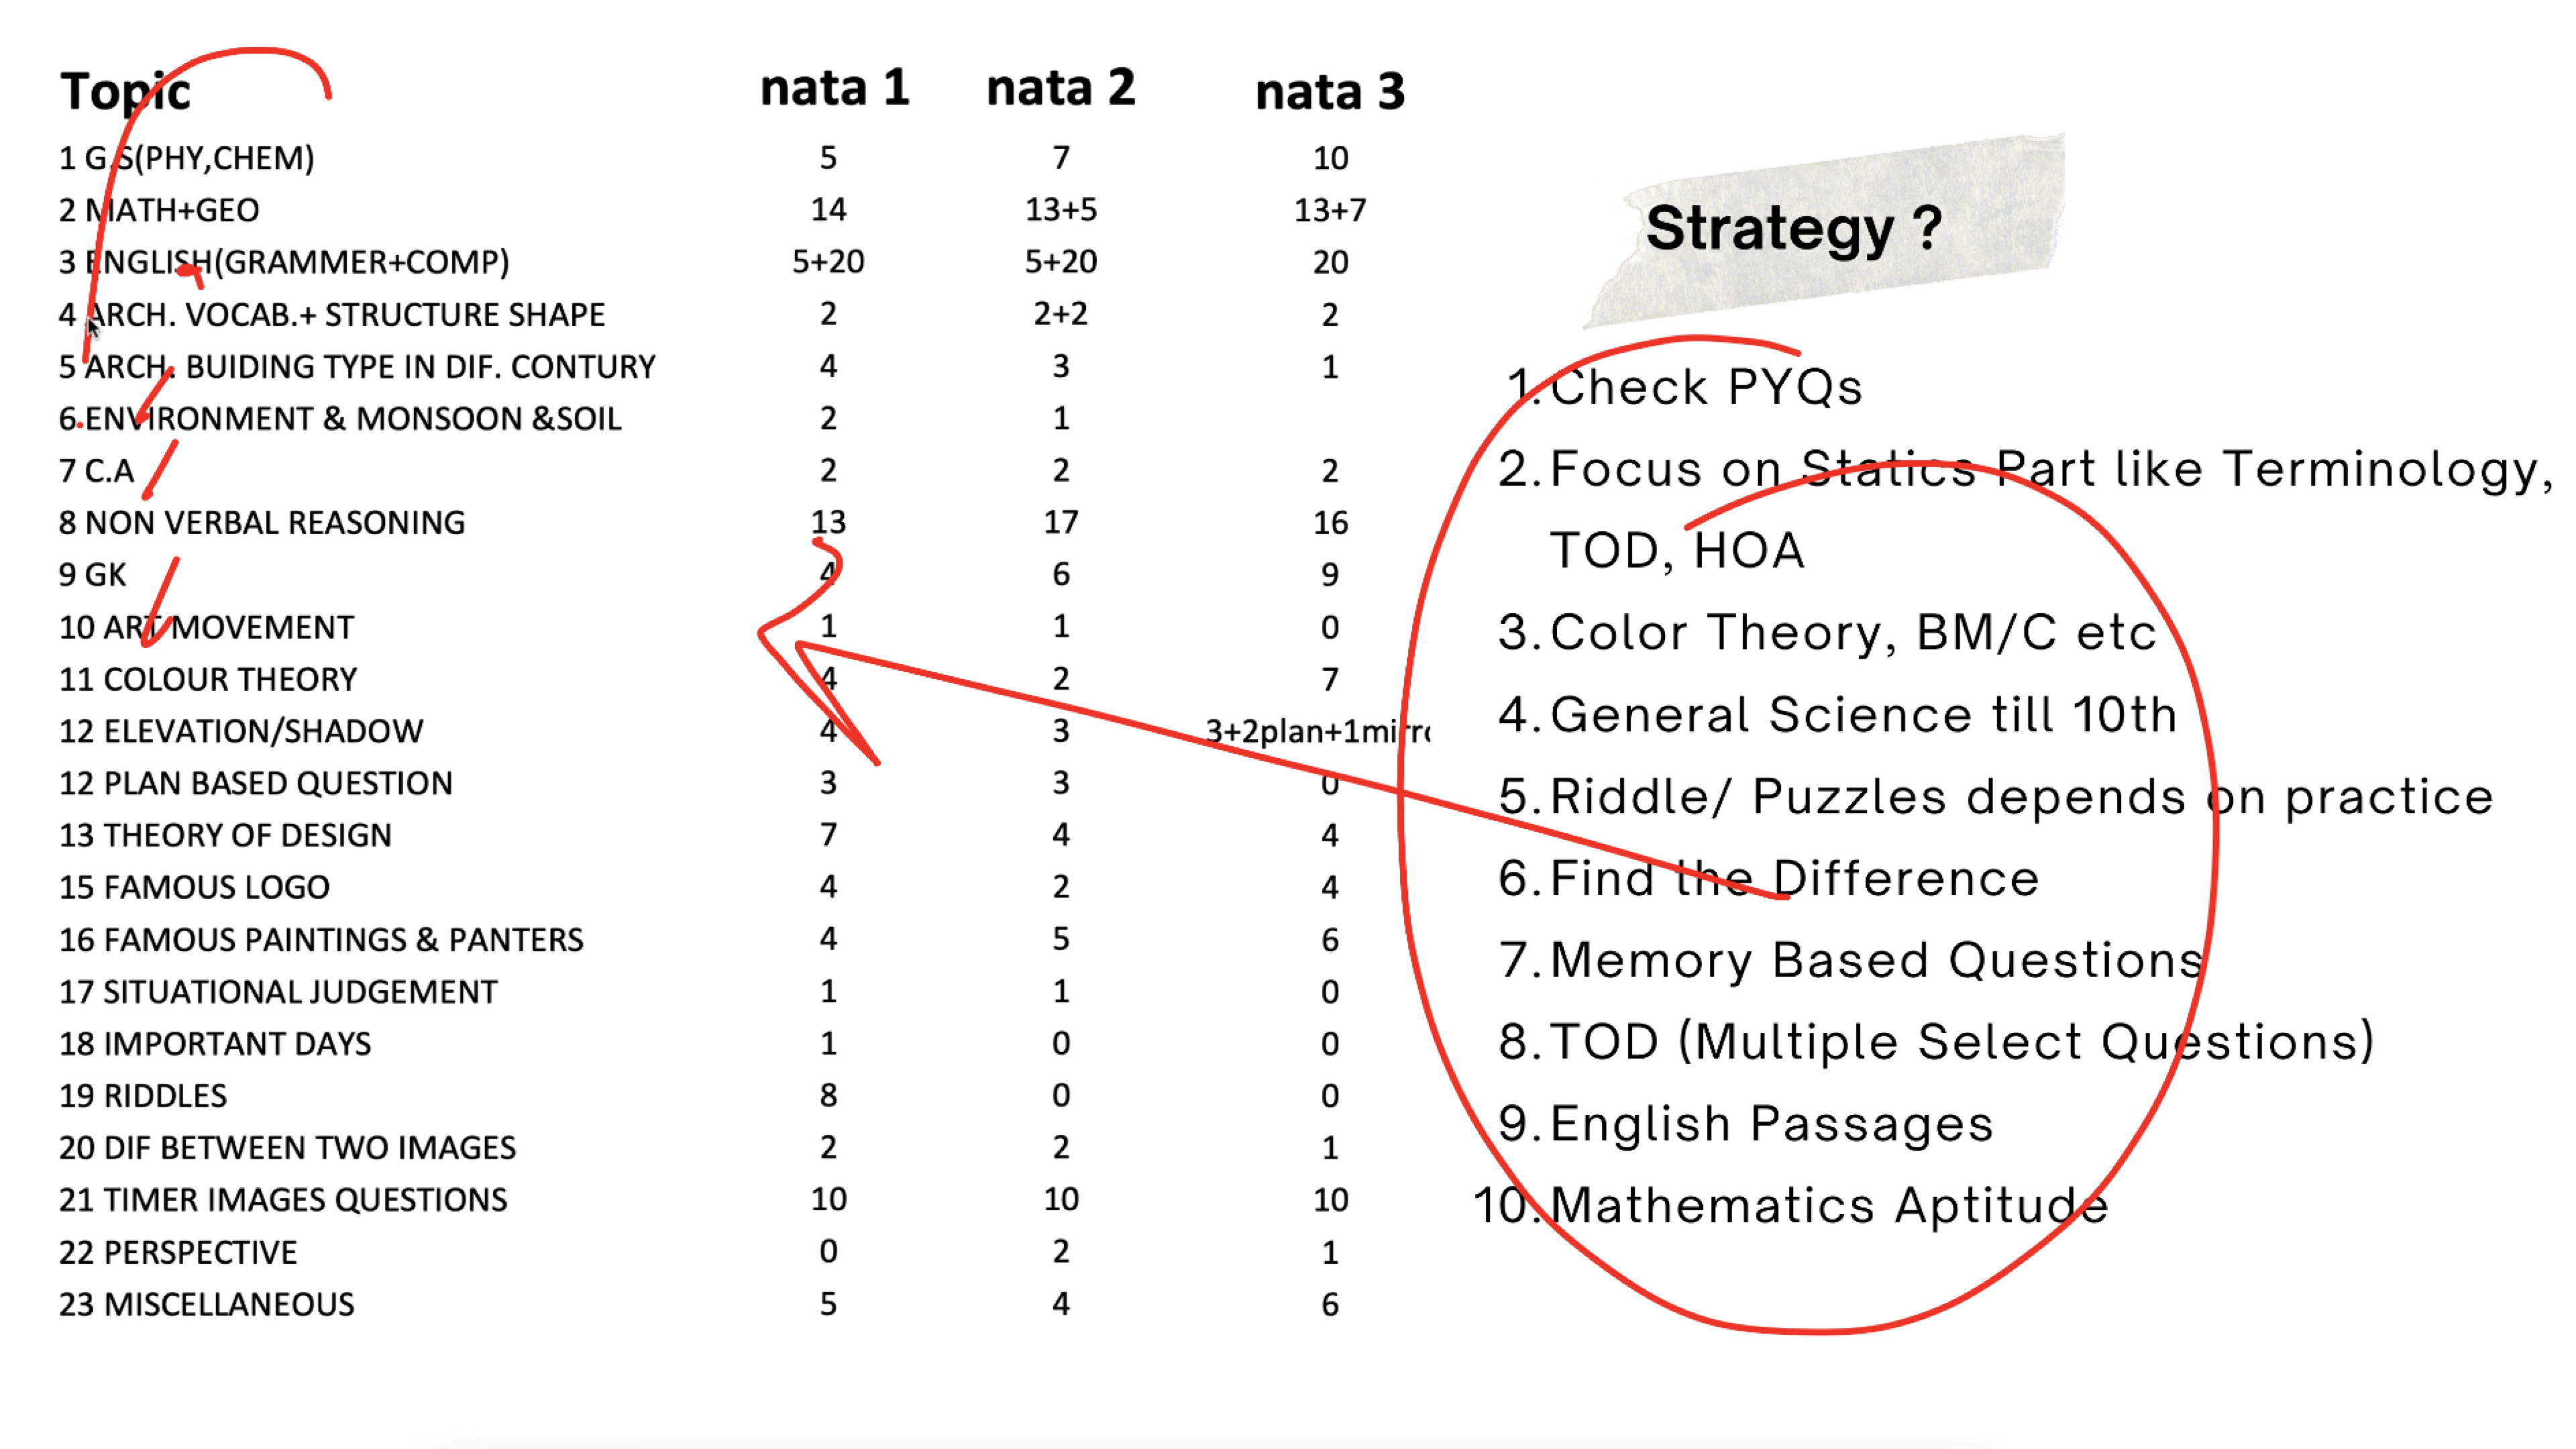 Topic nata 1 nata 2 nata 3
1 G.S(PHY,CHEM) 5 7 10
2 MATH+GEO 14 13+5 13+7
3 ENGLISH(GRAMMER+COMP) 5+20 5+20 20
4 ARCH. VOCAB.+ STRUCTURE SHAPE 2 2+2 2
5 ARCH. BUIDING TYPE IN DIF. CONTURY 4 3 1
6.ENVIRONMENT & MONSOON &SOIL 2 1
7 C.A 2 2 2
8 NON VERBAL REASONING 13 17 16
9 GK 4 6 9
10 ART MOVEMENT 1 1 0
11 COLOUR THEORY 4 2 7
12 ELEVATION/SHADOW 4 3 3+2plan+1mirr
12 PLAN BASED QUESTION 3 3 0
13 THEORY OF DESIGN 7 4 4
15 FAMOUS LOGO 4 2 4
16 FAMOUS PAINTINGS & PANTERS 4 5 6
17 SITUATIONAL JUDGEMENT 1 1 0
18 IMPORTANT DAYS 1 0 0
19 RIDDLES 8 0 0
20 DIF BETWEEN TWO IMAGES 2 2 1
21 TIMER IMAGES QUESTIONS 10 10 10
22 PERSPECTIVE 0 2 1
23 MISCELLANEOUS 5 4 6
Strategy ?
1. Check PYQs
2. Focus on Statics Part like Terminology,
TOD, HOA
3. Color Theory, BM/C etc
4. General Science till 10th
5. Riddle/ Puzzles depends on practice
6. Find the Difference
7. Memory Based Questions
8. TOD (Multiple Select Questions)
9. English Passages
10. Mathematics Aptitude